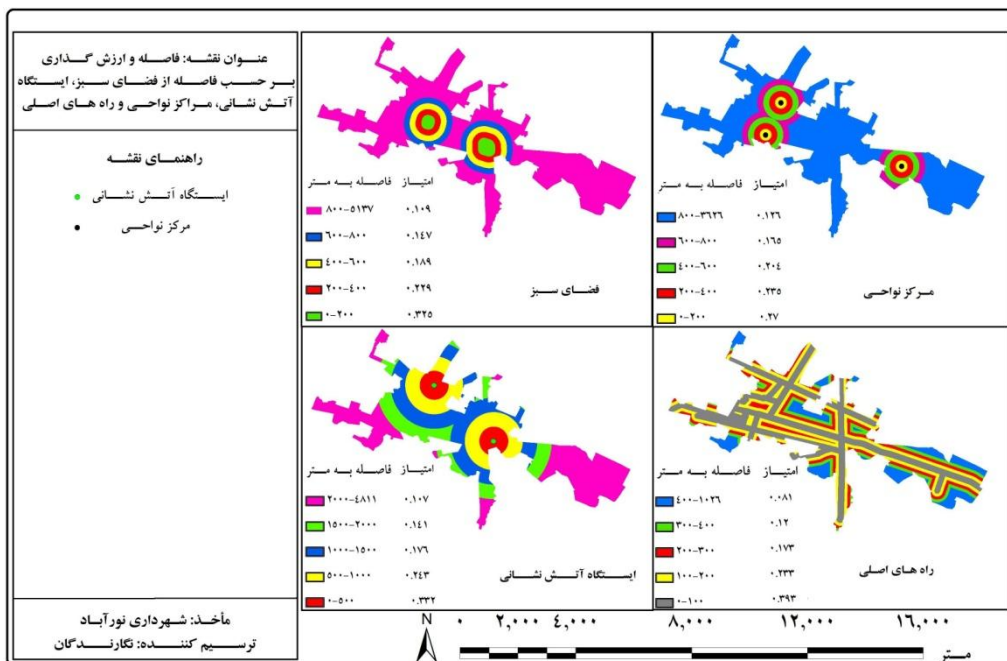 عنوان نقشه: فاصله و ارزش گذاری
بر حسب فاصله از فضای سبز، ایستگاه
آتش نشانی، مراکز نواحی و راه های اصلی
راهنمای نقشه
ایستگاه آتش نشانی
مرکز نواحی
مأخذ: شهرداری نورآباد
ترسیم کننده: نگارندگان
فاصله به متر امتیاز
۸۰۰-۵۱۳۷ ۰.۱۰۹
۶۰۰-۸۰۰ ۰.۱۴۷
۴۰۰-۶۰۰ ۰.۱۸۹
۲۰۰-۴۰۰ ۰.۲۲۹
۰-۲۰۰ ۰.۳۲۵
فضای سبز
فاصله به متر امتیاز
۸۰۰-۳۶۲۶ ۰.۱۲۶
۶۰۰-۸۰۰ ۰.۱۶۵
۴۰۰-۶۰۰ ۰.۲۰۴
۲۰۰-۴۰۰ ۰.۲۳۵
۰-۲۰۰ ۰.۲۷
مرکز نواحی
فاصله به متر امتیاز
۲۰۰۰-۴۸۱۱ ۰.۱۰۷
۱۵۰۰-۲۰۰۰ ۰.۱۴۱
۱۰۰۰-۱۵۰۰ ۰.۱۷۶
۵۰۰-۱۰۰۰ ۰.۲۴۳
۰-۵۰۰ ۰.۳۳۲
ایستگاه آتش نشانی
فاصله به متر امتیاز
۴۰۰-۱۰۲۶ ۰.۰۸۱
۳۰۰-۴۰۰ ۰.۱۲
۲۰۰-۳۰۰ ۰.۱۷۳
۱۰۰-۲۰۰ ۰.۲۳۳
۰-۱۰۰ ۰.۳۹۳
راه های اصلی
N
۰ ۲,۰۰۰ ۴,۰۰۰ ۸,۰۰۰ ۱۲,۰۰۰ ۱۶,۰۰۰
متر